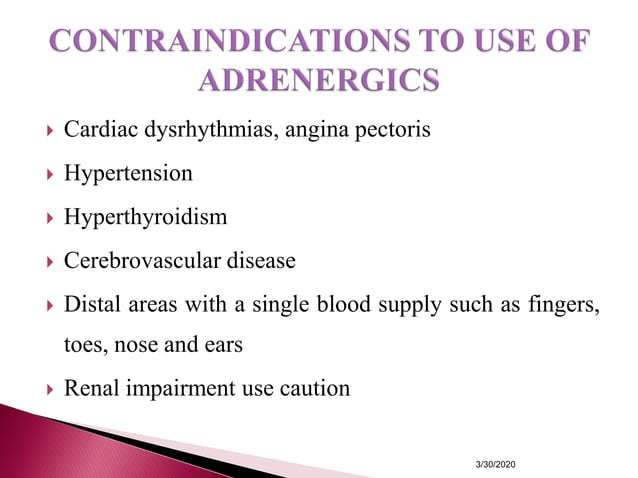 CONTRAINDICATIONS TO USE OF
ADRENERGICS
Cardiac dysrhythmias, angina pectoris
Hypertension
Hyperthyroidism
Cerebrovascular disease
Distal areas with a single blood supply such as fingers,
toes, nose and ears
Renal impairment use caution
3/30/2020